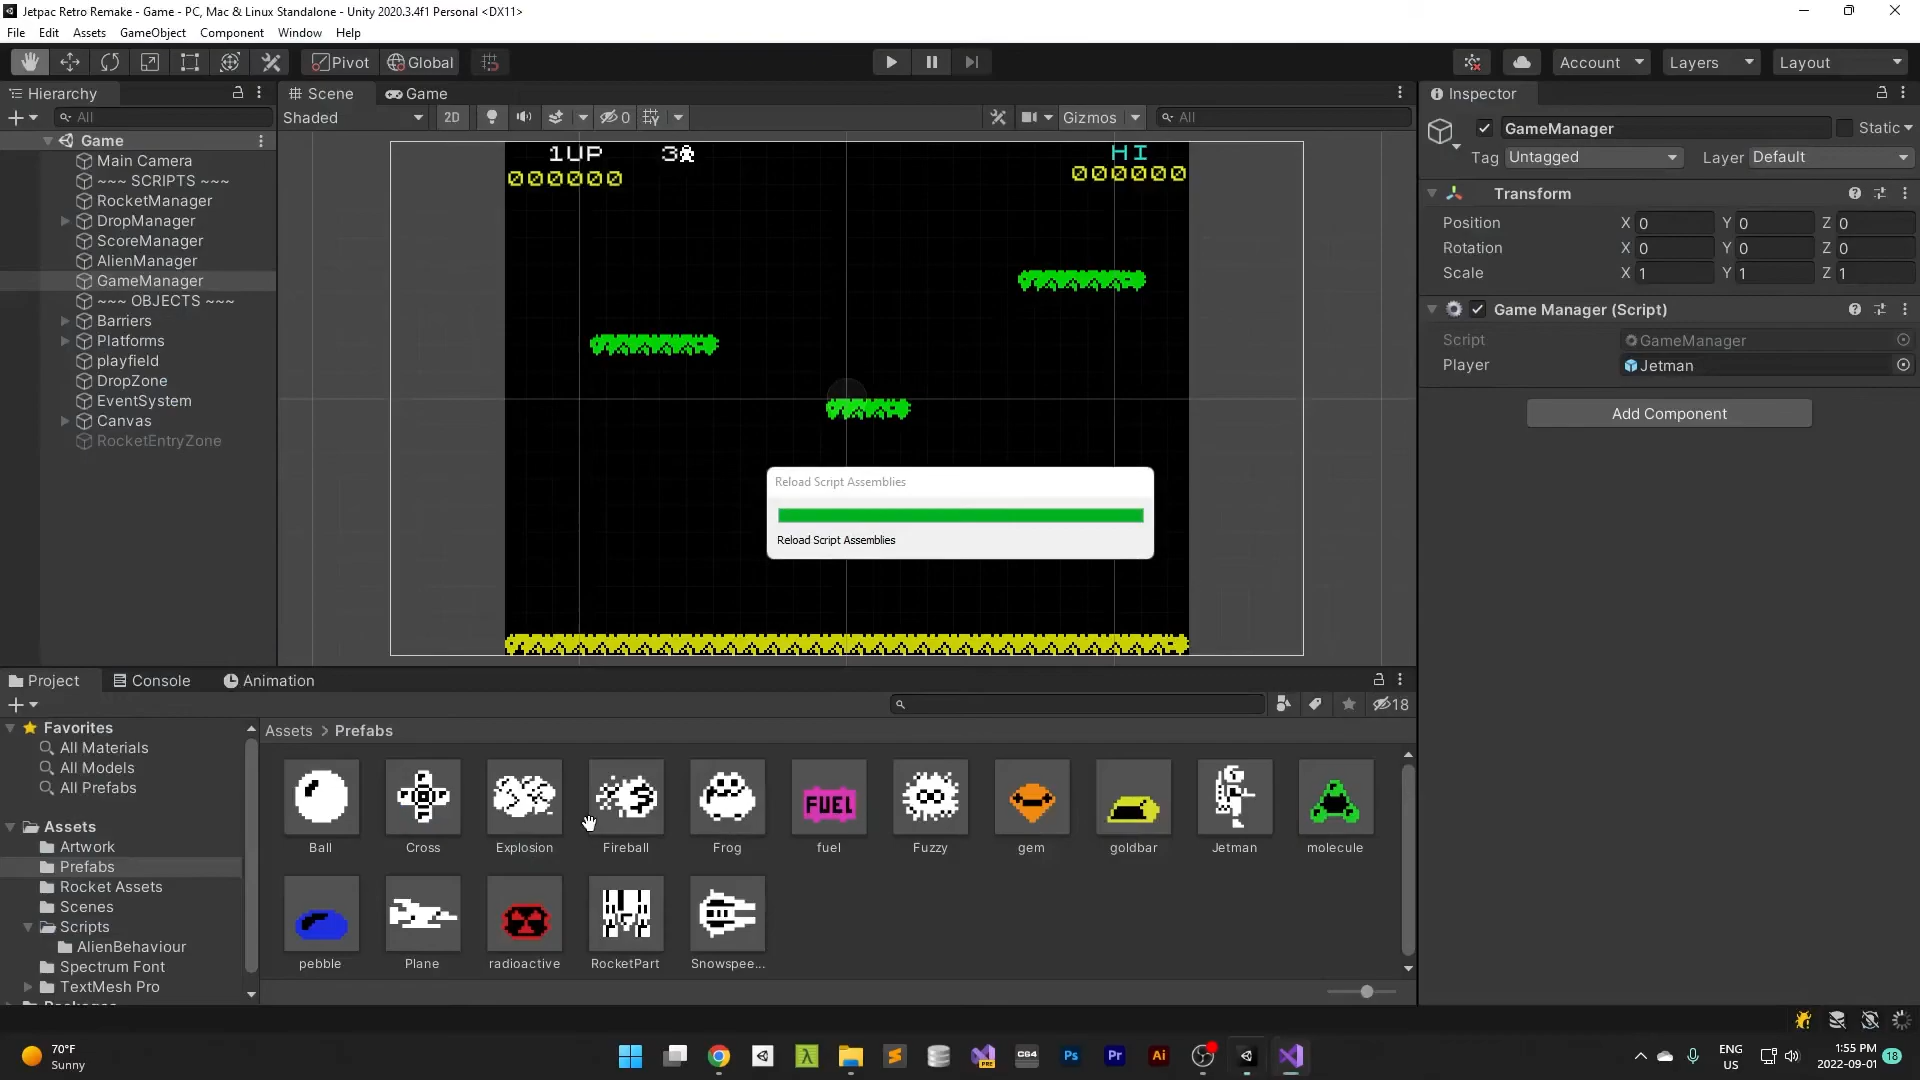 Jetpac Retro Remake - Game - PC, Mac & Linux Standalone - Unity 2020.3.4f1 Personal <DX11>
File Edit Assets GameObject Component Window Help
Pivot Global Account Layers Layout
Hierarchy
All
Game
Main Camera
~~~ SCRIPTS ~~~
RocketManager
DropManager
ScoreManager
AlienManager
GameManager
~~~ OBJECTS ~~~
Barriers
Platforms
playfield
DropZone
EventSystem
Canvas
RocketEntryZone
Scene Game
Shaded 2D 0 Gizmos All
1UP 3 HI
000000 000000
Reload Script Assemblies
Reload Script Assemblies
Inspector
GameManager Static
Tag Untagged Layer Default
Transform
Position X 0 Y 0 Z 0
Rotation X 0 Y 0 Z 0
Scale X 1 Y 1 Z 1
Game Manager (Script)
Script GameManager
Player Jetman
Add Component
Project Console Animation
18
Favorites
All Materials
All Models
All Prefabs
Assets
Artwork
Prefabs
Rocket Assets
Scenes
Scripts
AlienBehaviour
Spectrum Font
TextMesh Pro
Assets > Prefabs
FUEL
Ball Cross Explosion Fireball Frog fuel Fuzzy gem goldbar Jetman molecule
pebble Plane radioactive RocketPart Snowspee...
70°F
Sunny
C64 Ps Pr Ai
ENG
US
1:55 PM
2022-09-01
18